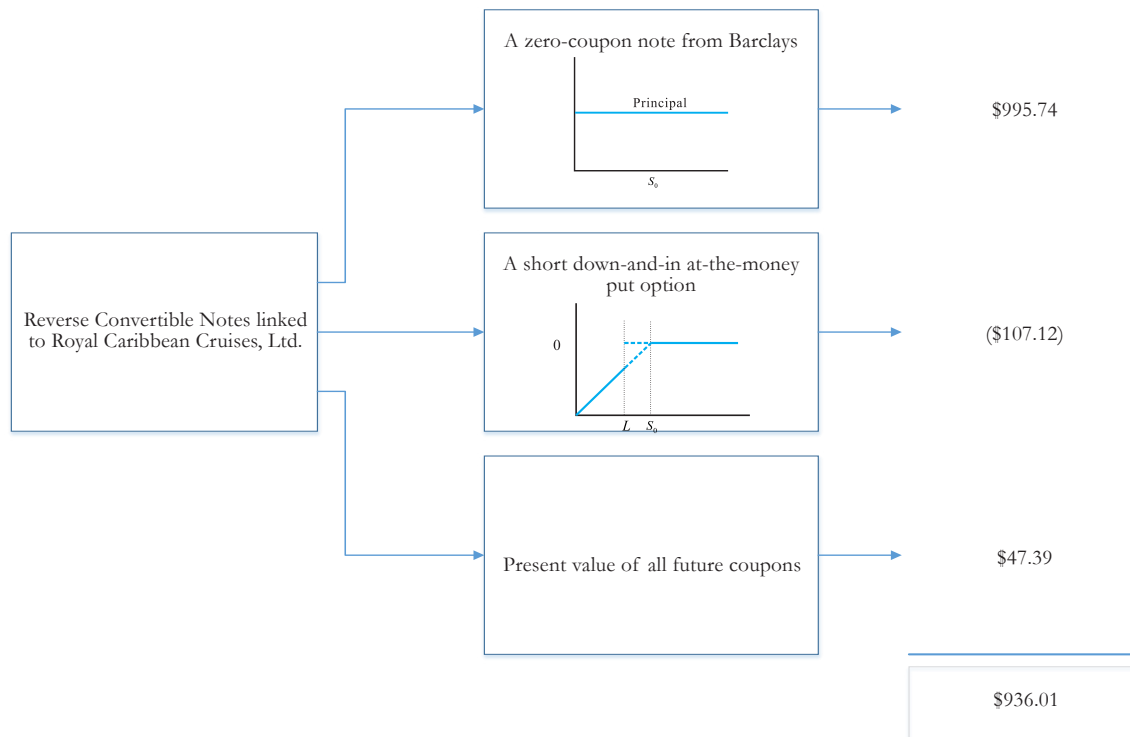 A zero-coupon note from Barclays
Principal
S₀
$995.74
Reverse Convertible Notes linked
to Royal Caribbean Cruises, Ltd.
A short down-and-in at-the-money
put option
0
L S₀
($107.12)
Present value of all future coupons
$47.39
$936.01